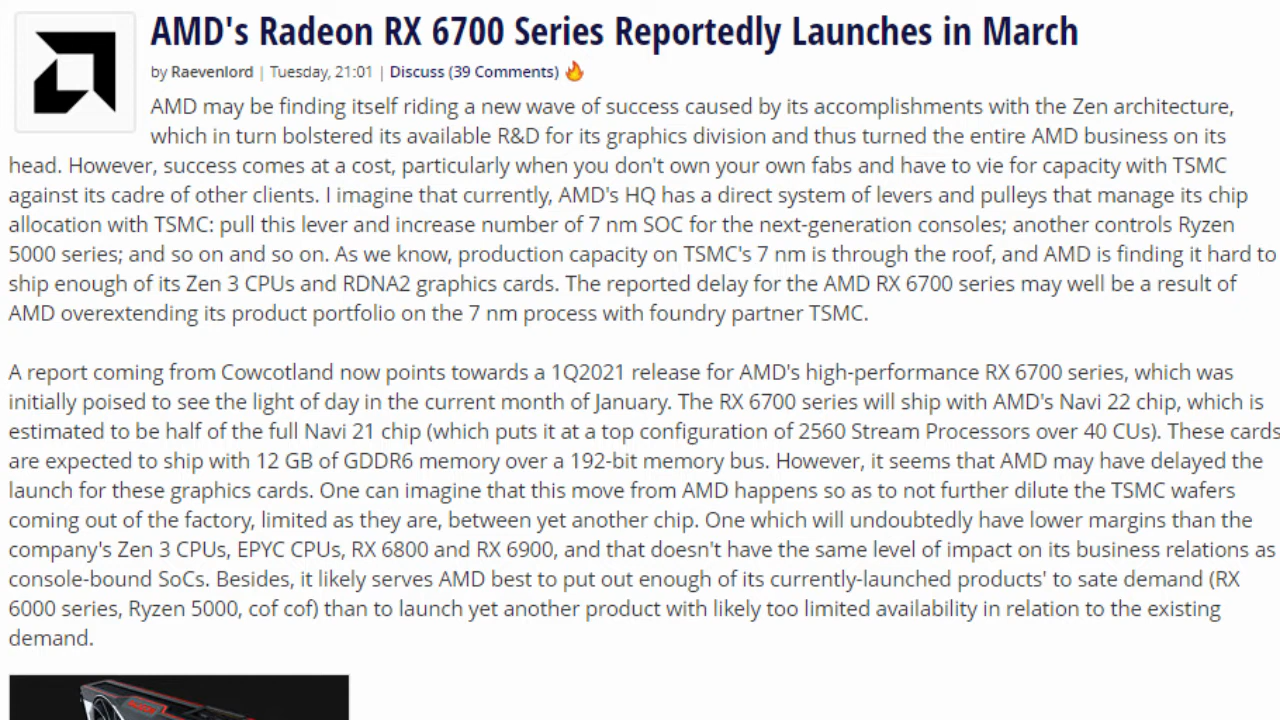 AMD's Radeon RX 6700 Series Reportedly Launches in March
by Raevenlord | Tuesday, 21:01 | Discuss (39 Comments)
AMD may be finding itself riding a new wave of success caused by its accomplishments with the Zen architecture,
which in turn bolstered its available R&D for its graphics division and thus turned the entire AMD business on its
head. However, success comes at a cost, particularly when you don't own your own fabs and have to vie for capacity with TSMC
against its cadre of other clients. I imagine that currently, AMD's HQ has a direct system of levers and pulleys that manage its chip
allocation with TSMC: pull this lever and increase number of 7 nm SOC for the next-generation consoles; another controls Ryzen
5000 series; and so on and so on. As we know, production capacity on TSMC's 7 nm is through the roof, and AMD is finding it hard to
ship enough of its Zen 3 CPUs and RDNA2 graphics cards. The reported delay for the AMD RX 6700 series may well be a result of
AMD overextending its product portfolio on the 7 nm process with foundry partner TSMC.
A report coming from Cowcotland now points towards a 1Q2021 release for AMD's high-performance RX 6700 series, which was
initially poised to see the light of day in the current month of January. The RX 6700 series will ship with AMD's Navi 22 chip, which is
estimated to be half of the full Navi 21 chip (which puts it at a top configuration of 2560 Stream Processors over 40 CUs). These cards
are expected to ship with 12 GB of GDDR6 memory over a 192-bit memory bus. However, it seems that AMD may have delayed the
launch for these graphics cards. One can imagine that this move from AMD happens so as to not further dilute the TSMC wafers
coming out of the factory, limited as they are, between yet another chip. One which will undoubtedly have lower margins than the
company's Zen 3 CPUs, EPYC CPUs, RX 6800 and RX 6900, and that doesn't have the same level of impact on its business relations as
console-bound SoCs. Besides, it likely serves AMD best to put out enough of its currently-launched products' to sate demand (RX
6000 series, Ryzen 5000, cof cof) than to launch yet another product with likely too limited availability in relation to the existing
demand.